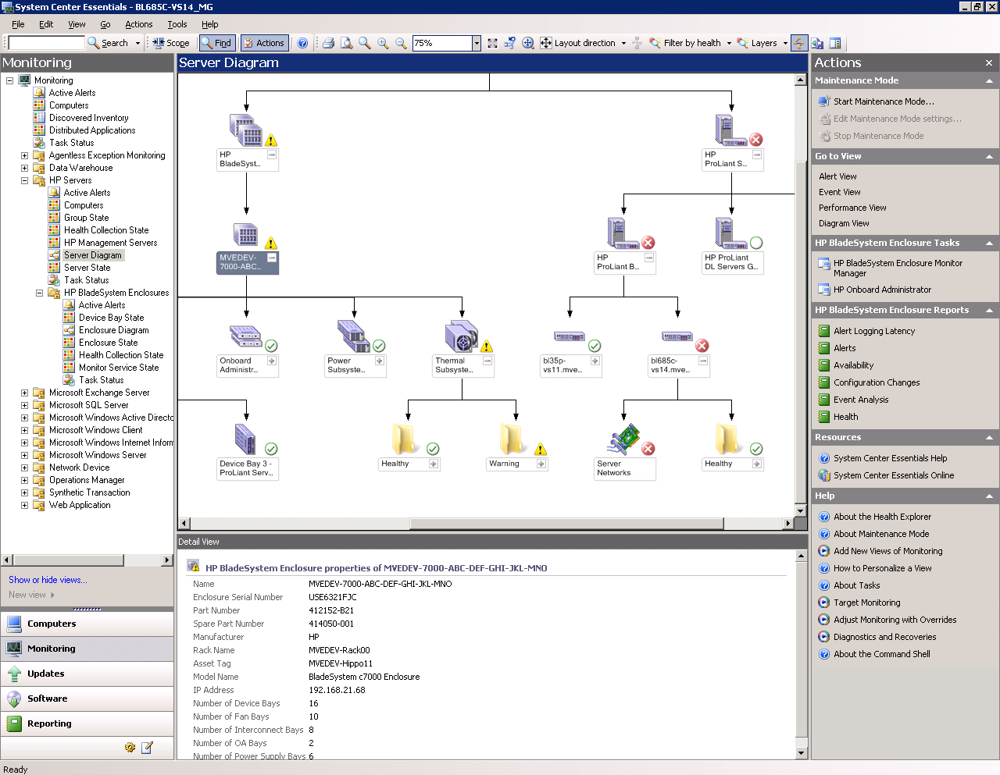 System Center Essentials - BL685C-VS14_MG
File Edit View Go Actions Tools Help
Search Scope Find Actions 75% Layout direction Filter by health Layers
Monitoring
Monitoring
Active Alerts
Computers
Discovered Inventory
Distributed Applications
Task Status
Agentless Exception Monitoring
Data Warehouse
HP Servers
Active Alerts
Computers
Group State
Health Collection State
HP Management Servers
Server Diagram
Server State
Task Status
HP BladeSystem Enclosures
Active Alerts
Device Bay State
Enclosure Diagram
Enclosure State
Health Collection State
Monitor Service State
Task Status
Microsoft Exchange Server
Microsoft SQL Server
Microsoft Windows Active Directo
Microsoft Windows Client
Microsoft Windows Internet Inform
Microsoft Windows Server
Network Device
Operations Manager
Synthetic Transaction
Web Application
Show or hide views...
New view
Computers
Monitoring
Updates
Software
Reporting
Server Diagram
HP
BladeSyst...
HP
ProLiant S...
MVEDEV-
7000-ABC...
HP
ProLiant B...
HP ProLiant
DL Servers G...
Onboard
Administr...
Power
Subsyste...
Thermal
Subsyste...
bl35p-
vs11.mve...
bl685c-
vs14.mve...
Device Bay 3 -
ProLiant Serv...
Healthy
Warning
Server
Networks
Healthy
Detail View
HP BladeSystem Enclosure properties of MVEDEV-7000-ABC-DEF-GHI-JKL-MNO
Name MVEDEV-7000-ABC-DEF-GHI-JKL-MNO
Enclosure Serial Number USE6321FJC
Part Number 412152-B21
Spare Part Number 414050-001
Manufacturer HP
Rack Name MVEDEV-Rack00
Asset Tag MVEDEV-Hippo11
Model Name BladeSystem c7000 Enclosure
IP Address 192.168.21.68
Number of Device Bays 16
Number of Fan Bays 10
Number of Interconnect Bays 8
Number of OA Bays 2
Number of Power Supply Bays 6
Actions
Maintenance Mode
Start Maintenance Mode...
Edit Maintenance Mode settings...
Stop Maintenance Mode
Go to View
Alert View
Event View
Performance View
Diagram View
HP BladeSystem Enclosure Tasks
HP BladeSystem Enclosure Monitor
Manager
HP Onboard Administrator
HP BladeSystem Enclosure Reports
Alert Logging Latency
Alerts
Availability
Configuration Changes
Event Analysis
Health
Resources
System Center Essentials Help
System Center Essentials Online
Help
About the Health Explorer
About Maintenance Mode
Add New Views of Monitoring
How to Personalize a View
About Tasks
Target Monitoring
Adjust Monitoring with Overrides
Diagnostics and Recoveries
About the Command Shell
Ready